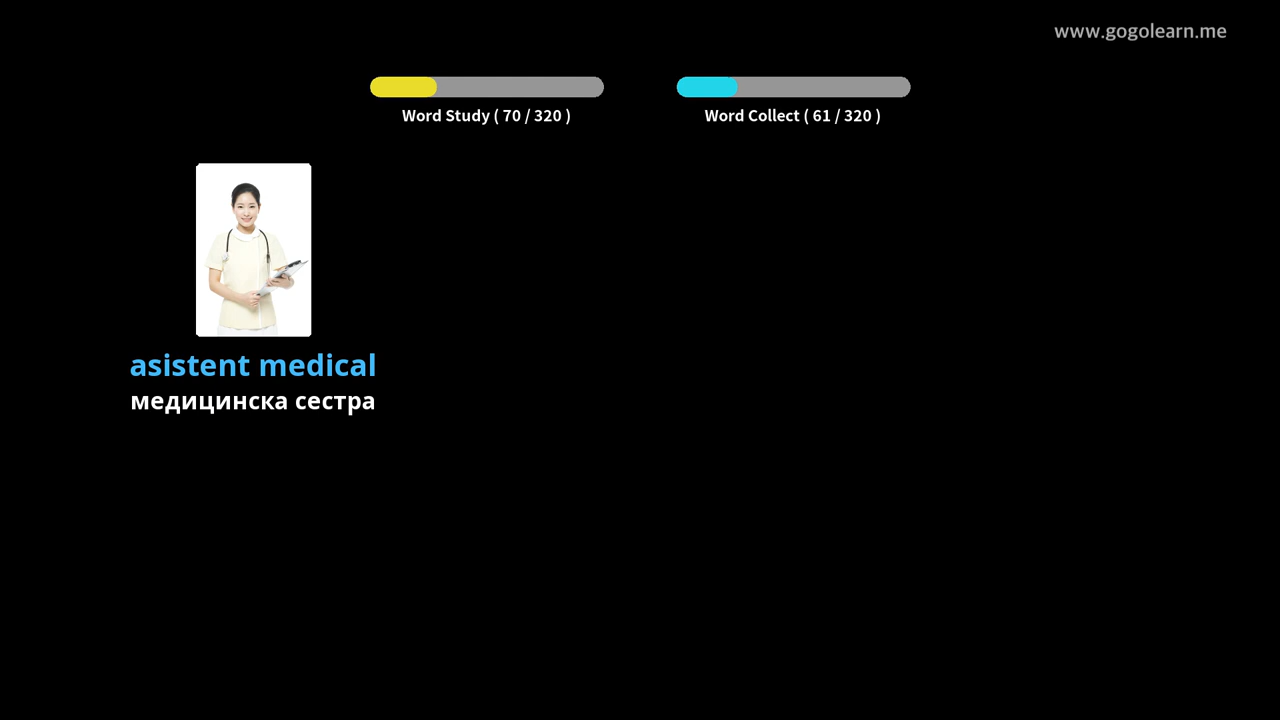 www.gogolearn.me
Word Study ( 70 / 320 )
Word Collect ( 61 / 320 )
asistent medical
медицинска сестра